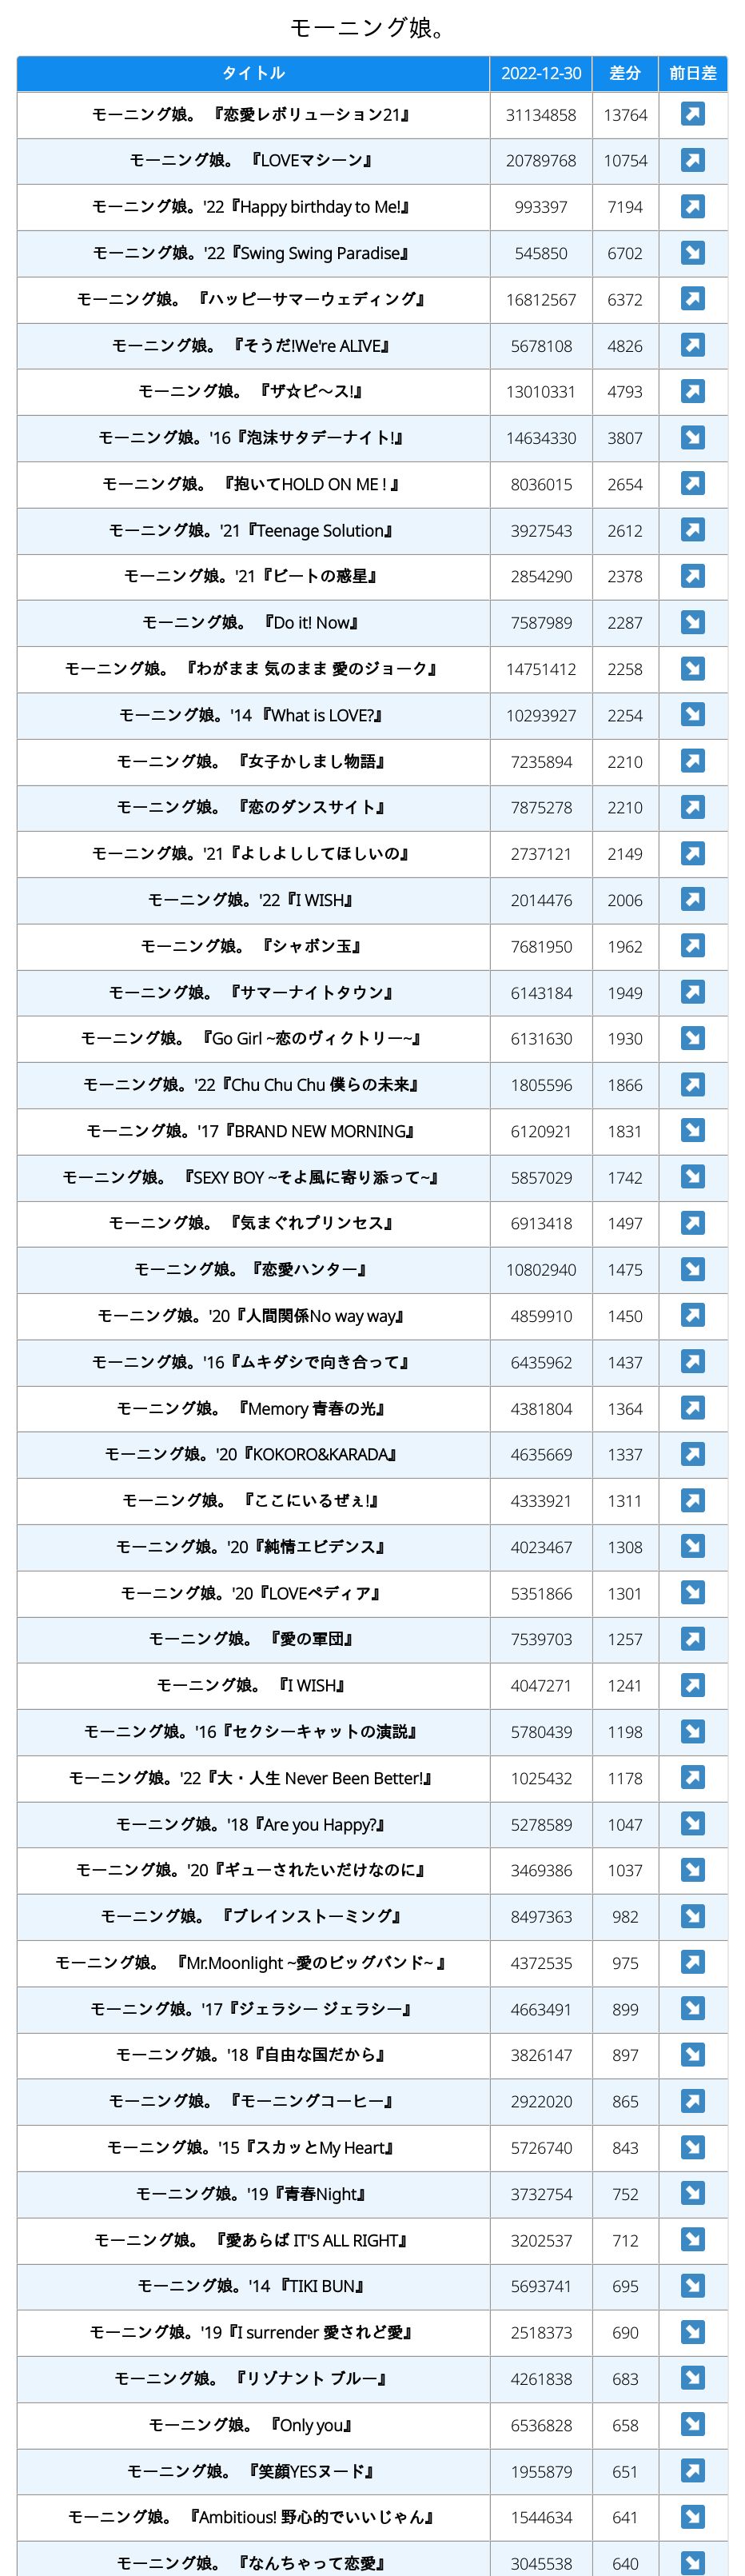 モーニング娘。
タイトル 2022-12-30 差分 前日差
モーニング娘。 『恋愛レボリューション21』 31134858 13764
モーニング娘。 『LOVEマシーン』 20789768 10754
モーニング娘。'22『Happy birthday to Me!』 993397 7194
モーニング娘。'22『Swing Swing Paradise』 545850 6702
モーニング娘。 『ハッピーサマーウェディング』 16812567 6372
モーニング娘。 『そうだ!We're ALIVE』 5678108 4826
モーニング娘。 『ザ☆ピ～ス!』 13010331 4793
モーニング娘。'16『泡沫サタデーナイト!』 14634330 3807
モーニング娘。 『抱いてHOLD ON ME ! 』 8036015 2654
モーニング娘。'21『Teenage Solution』 3927543 2612
モーニング娘。'21『ビートの惑星』 2854290 2378
モーニング娘。 『Do it! Now』 7587989 2287
モーニング娘。 『わがまま 気のまま 愛のジョーク』 14751412 2258
モーニング娘。'14 『What is LOVE?』 10293927 2254
モーニング娘。 『女子かしまし物語』 7235894 2210
モーニング娘。 『恋のダンスサイト』 7875278 2210
モーニング娘。'21『よしよししてほしいの』 2737121 2149
モーニング娘。'22『I WISH』 2014476 2006
モーニング娘。 『シャボン玉』 7681950 1962
モーニング娘。 『サマーナイトタウン』 6143184 1949
モーニング娘。 『Go Girl ~恋のヴィクトリー~』 6131630 1930
モーニング娘。'22『Chu Chu Chu 僕らの未来』 1805596 1866
モーニング娘。'17『BRAND NEW MORNING』 6120921 1831
モーニング娘。 『SEXY BOY ~そよ風に寄り添って~』 5857029 1742
モーニング娘。 『気まぐれプリンセス』 6913418 1497
モーニング娘。『恋愛ハンター』 10802940 1475
モーニング娘。'20『人間関係No way way』 4859910 1450
モーニング娘。'16『ムキダシで向き合って』 6435962 1437
モーニング娘。 『Memory 青春の光』 4381804 1364
モーニング娘。'20『KOKORO&KARADA』 4635669 1337
モーニング娘。 『ここにいるぜぇ!』 4333921 1311
モーニング娘。'20『純情エビデンス』 4023467 1308
モーニング娘。'20『LOVEペディア』 5351866 1301
モーニング娘。 『愛の軍団』 7539703 1257
モーニング娘。 『I WISH』 4047271 1241
モーニング娘。'16『セクシーキャットの演説』 5780439 1198
モーニング娘。'22『大・人生 Never Been Better!』 1025432 1178
モーニング娘。'18『Are you Happy?』 5278589 1047
モーニング娘。'20『ギューされたいだけなのに』 3469386 1037
モーニング娘。 『ブレインストーミング』 8497363 982
モーニング娘。 『Mr.Moonlight ~愛のビッグバンド~ 』 4372535 975
モーニング娘。'17『ジェラシー ジェラシー』 4663491 899
モーニング娘。'18『自由な国だから』 3826147 897
モーニング娘。 『モーニングコーヒー』 2922020 865
モーニング娘。'15『スカッとMy Heart』 5726740 843
モーニング娘。'19『青春Night』 3732754 752
モーニング娘。 『愛あらば IT'S ALL RIGHT』 3202537 712
モーニング娘。'14 『TIKI BUN』 5693741 695
モーニング娘。'19『I surrender 愛されど愛』 2518373 690
モーニング娘。 『リゾナント ブルー』 4261838 683
モーニング娘。 『Only you』 6536828 658
モーニング娘。 『笑顔YESヌード』 1955879 651
モーニング娘。 『Ambitious! 野心的でいいじゃん』 1544634 641
モーニング娘。 『なんちゃって恋愛』 3045538 640